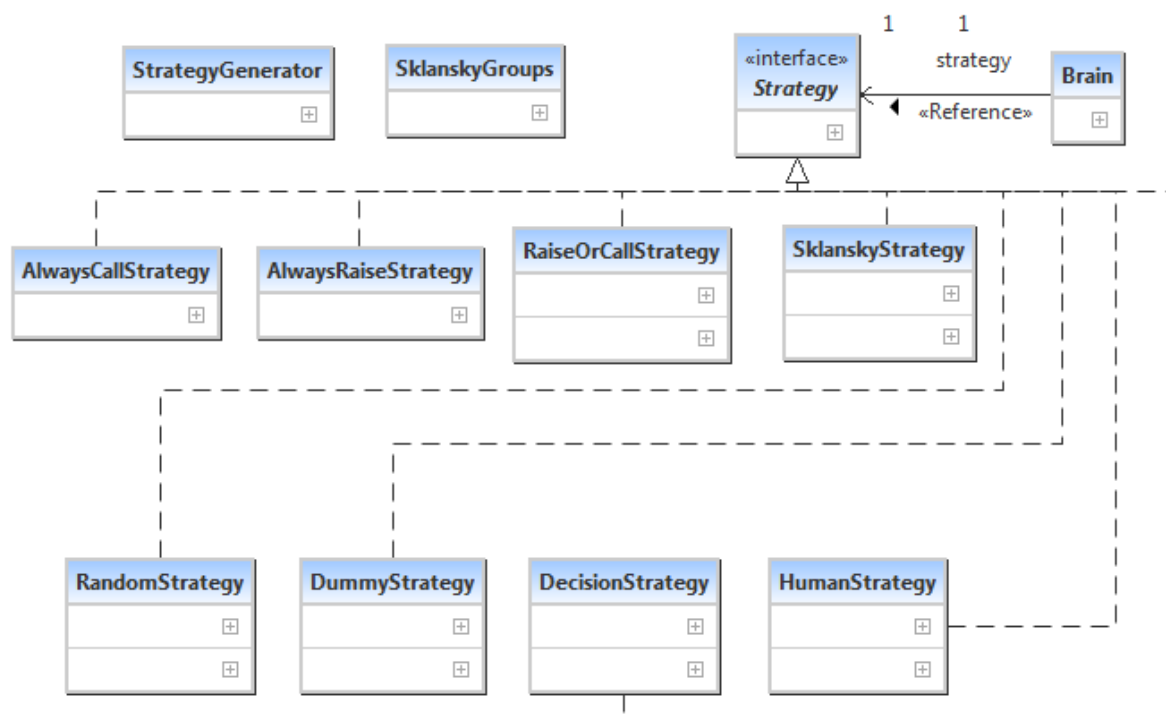 1 1
StrategyGenerator
SklanskyGroups
«interface»
Strategy
strategy
«Reference»
Brain
AlwaysCallStrategy
AlwaysRaiseStrategy
RaiseOrCallStrategy
SklanskyStrategy
RandomStrategy
DummyStrategy
DecisionStrategy
HumanStrategy